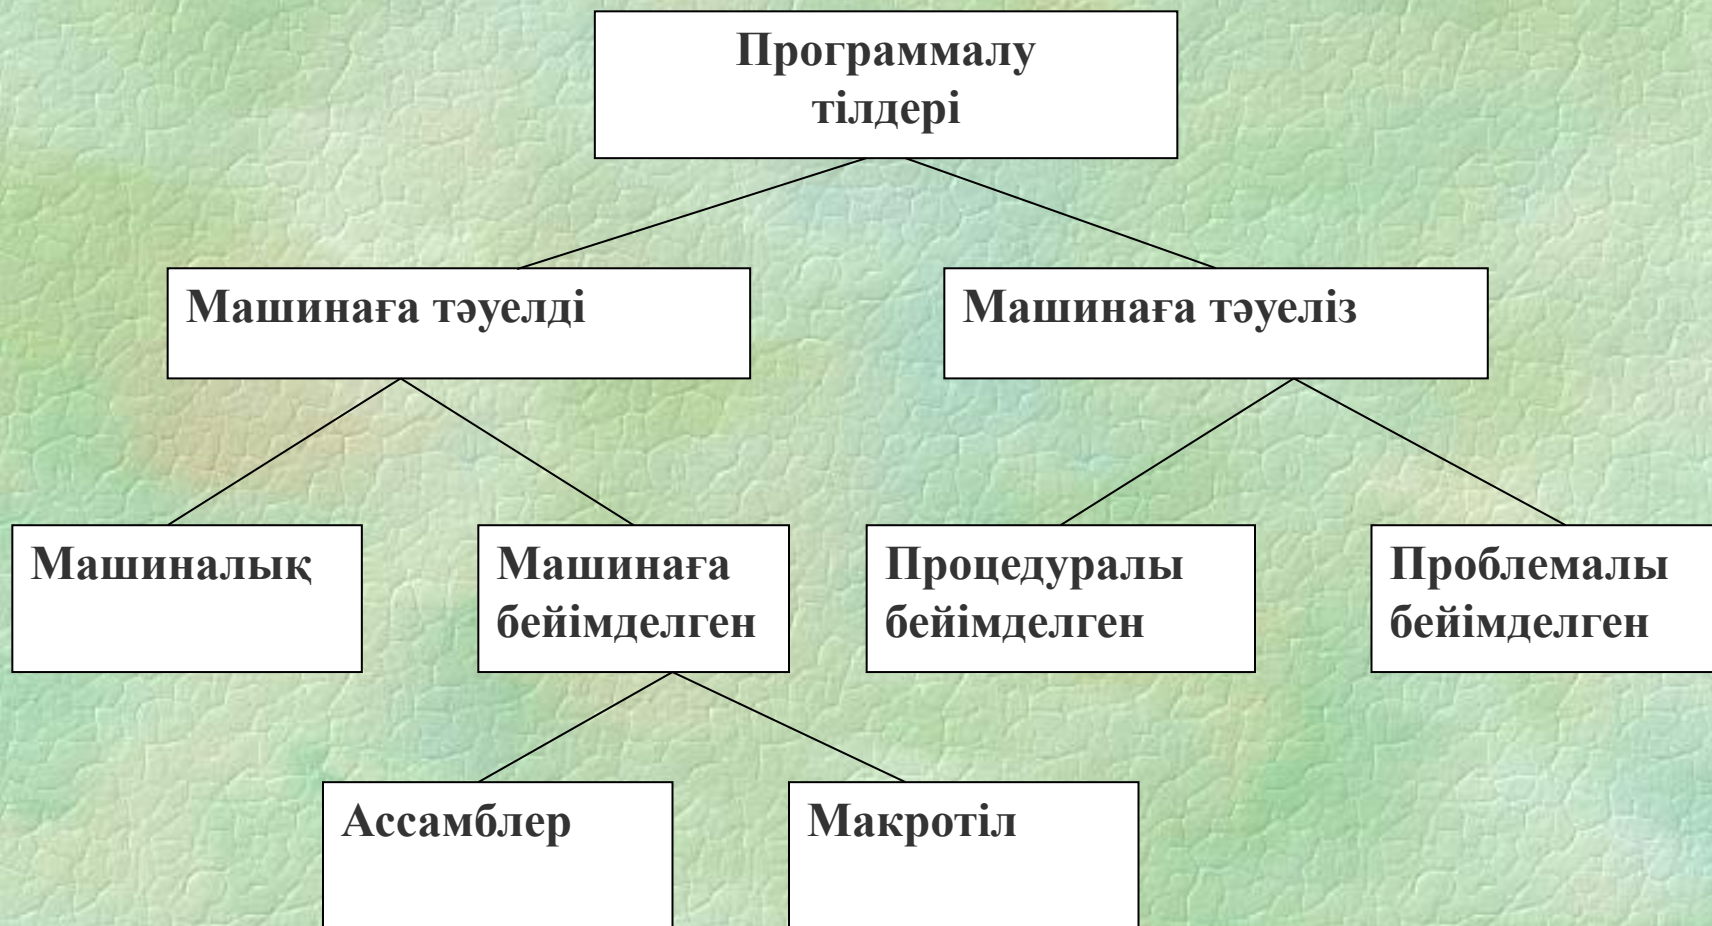 Программалу
тілдері
Машинаға тәуелді
Машинаға тәуеліз
Машиналық
Машинаға
бейімделген
Процедуралы
бейімделген
Проблемалы
бейімделген
Ассамблер
Макротіл